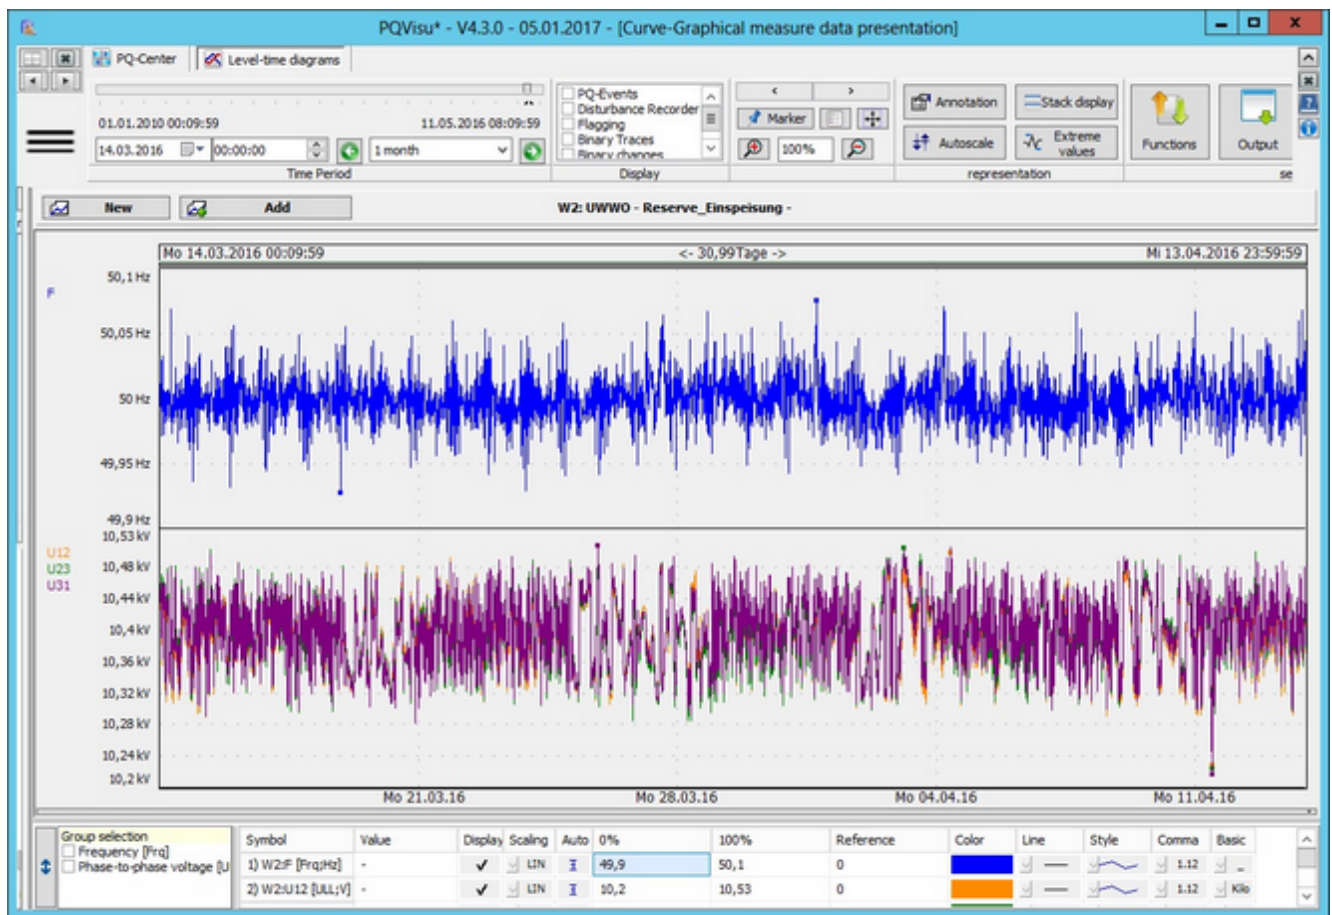 PQVisu* - V4.3.0 - 05.01.2017 - [Curve-Graphical measure data presentation]
PQ-Center
Level-time diagrams
01.01.2010 00:09:59
11.05.2016 08:09:59
14.03.2016
00:00:00
1 month
Time Period
PQ-Events
Disturbance Recorder
Flagging
Binary Traces
Binary changes
Display
Marker
100%
Annotation
Stack display
Autoscale
Extreme values
representation
Functions
Output
se
New
Add
W2: UWWO - Reserve_Einspeisung -
Mo 14.03.2016 00:09:59
<- 30,99Tage ->
Mi 13.04.2016 23:59:59
F
50,1 Hz
50,05 Hz
50 Hz
49,95 Hz
49,9 Hz
U12
U23
U31
10,53 kV
10,48 kV
10,44 kV
10,4 kV
10,36 kV
10,32 kV
10,28 kV
10,24 kV
10,2 kV
Mo 21.03.16
Mo 28.03.16
Mo 04.04.16
Mo 11.04.16
Group selection
Frequency [Frq]
Phase-to-phase voltage [U
Symbol Value Display Scaling Auto 0% 100% Reference Color Line Style Comma Basic
1) W2:F [Frq;Hz] - LIN 49,9 50,1 0 1.12 _
2) W2:U12 [ULL;V] - LIN 10,2 10,53 0 1.12 Kilo